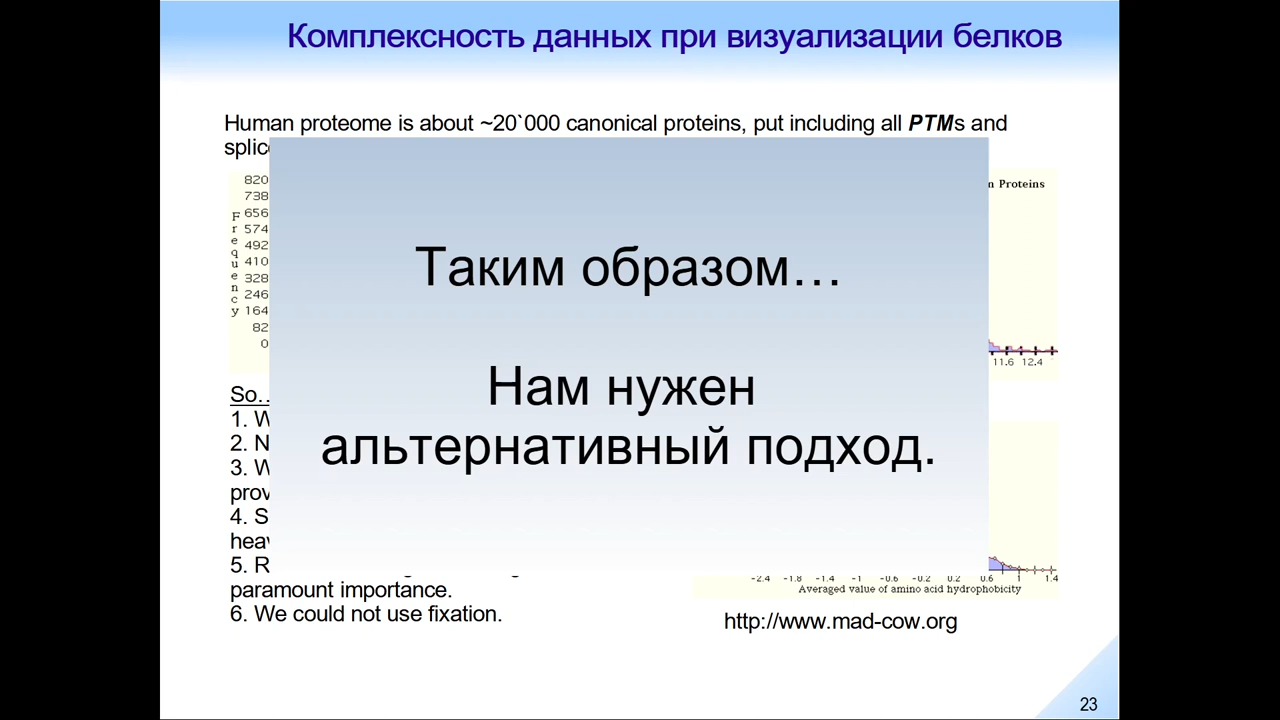 Комплексность данных при визуализации белков
Human proteome is about ~20`000 canonical proteins, put including all PTMs and
Proteins
820
738
656
574
492
410
328
246
164
82
0
Frequency
11.6 12.4
Таким образом…
Нам нужен
альтернативный подход.
So…
1.
2.
3.
4.
5.
paramount importance.
6. We could not use fixation.
-2.4 -1.8 -1.4 -1 -0.6 -0.2 0.2 0.6 1 1.4
Averaged value of amino acid hydrophobicity
http://www.mad-cow.org
23